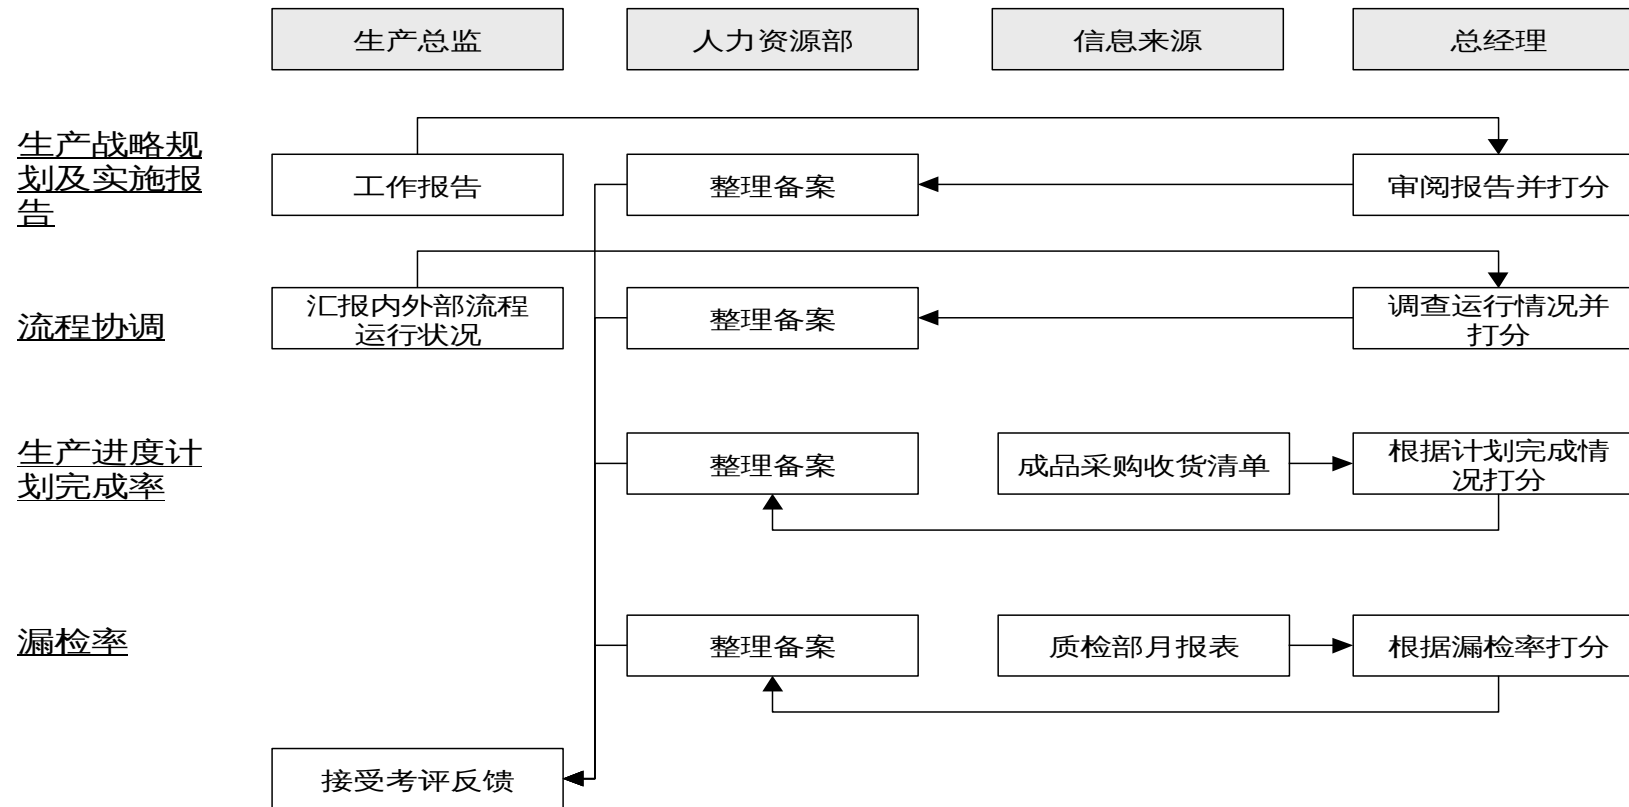 生产总监
人力资源部
信息来源
总经理
生产战略规
划及实施报
告
工作报告
整理备案
审阅报告并打分
流程协调
汇报内外部流程
运行状况
整理备案
调查运行情况并
打分
生产进度计
划完成率
整理备案
成品采购收货清单
根据计划完成情
况打分
漏检率
整理备案
质检部月报表
根据漏检率打分
接受考评反馈